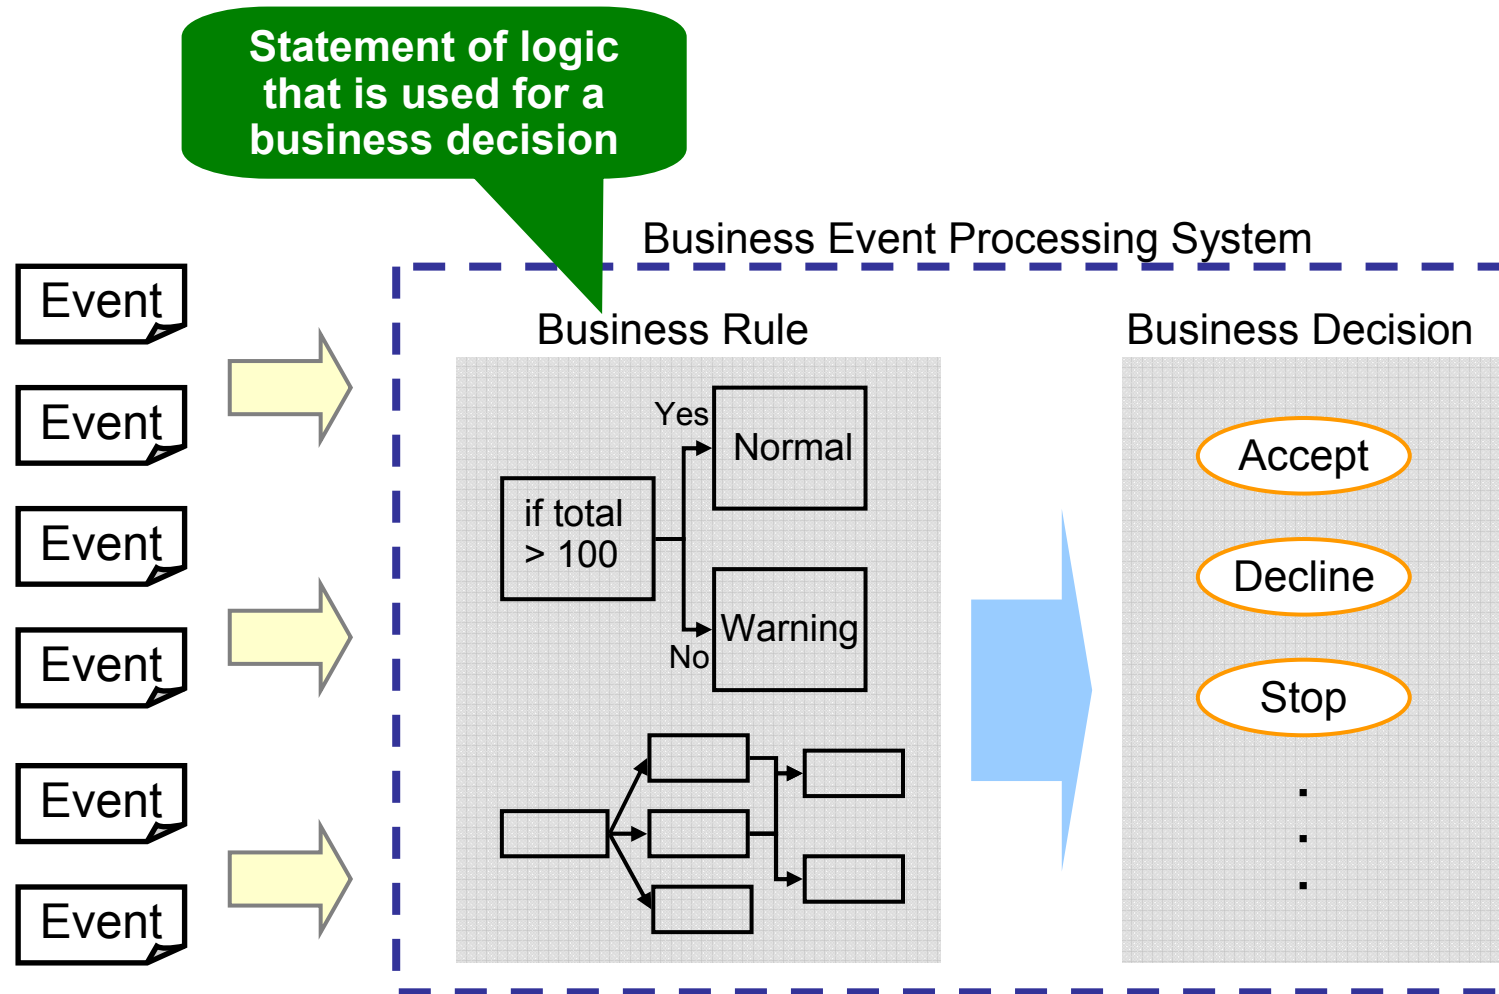 Statement of logic
that is used for a
business decision
Business Event Processing System
Event
Event
Event
Event
Event
Event
Business Rule
Yes
Normal
if total
> 100
Warning
No
Business Decision
Accept
Decline
Stop